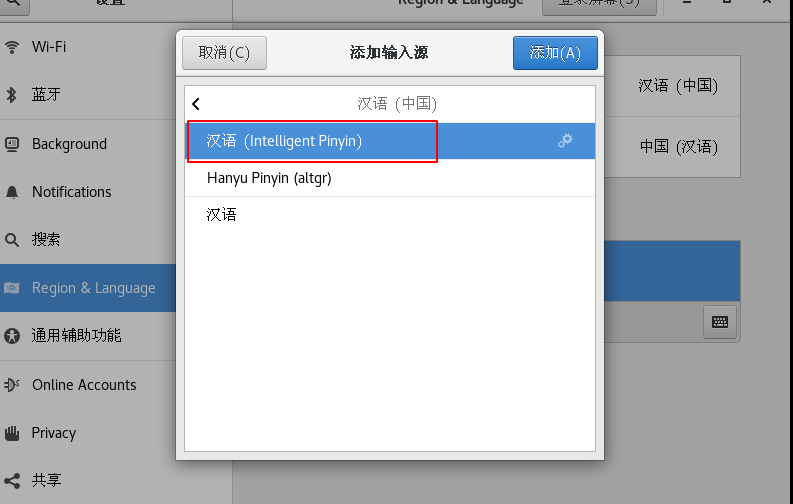 设置
Region & Language
登录屏幕(S)
Wi-Fi
蓝牙
Background
Notifications
搜索
Region & Language
通用辅助功能
Online Accounts
Privacy
共享
取消(C)
添加输入源
添加(A)
汉语 (中国)
汉语 (Intelligent Pinyin)
Hanyu Pinyin (altgr)
汉语
汉语 (中国)
中国 (汉语)